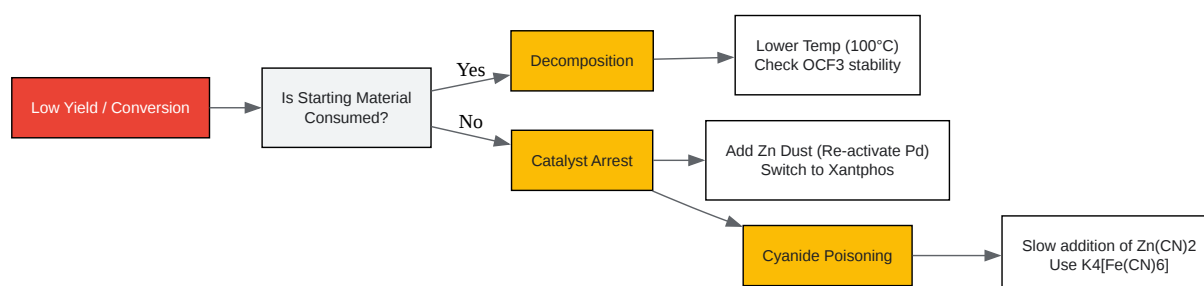 Low Yield / Conversion
Is Starting Material
Consumed?
Yes
No
Decomposition
Lower Temp (100°C)
Check OCF3 stability
Catalyst Arrest
Add Zn Dust (Re-activate Pd)
Switch to Xantphos
Cyanide Poisoning
Slow addition of Zn(CN)2
Use K4[Fe(CN)6]